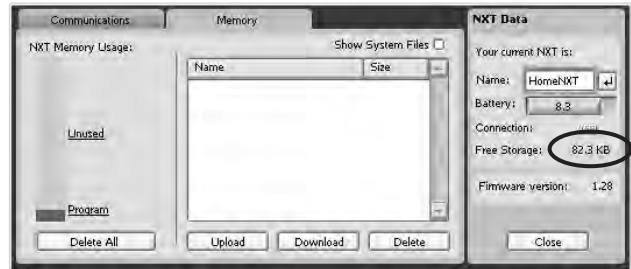 Communications
Memory
NXT Memory Usage:
Show System Files
Name
Size
Unused
Program
Delete All
Upload
Download
Delete
NXT Data
Your current NXT is:
Name: HomeNXT
Battery: 8.3
Connection:
Free Storage: 82.3 KB
Firmware version: 1.28
Close